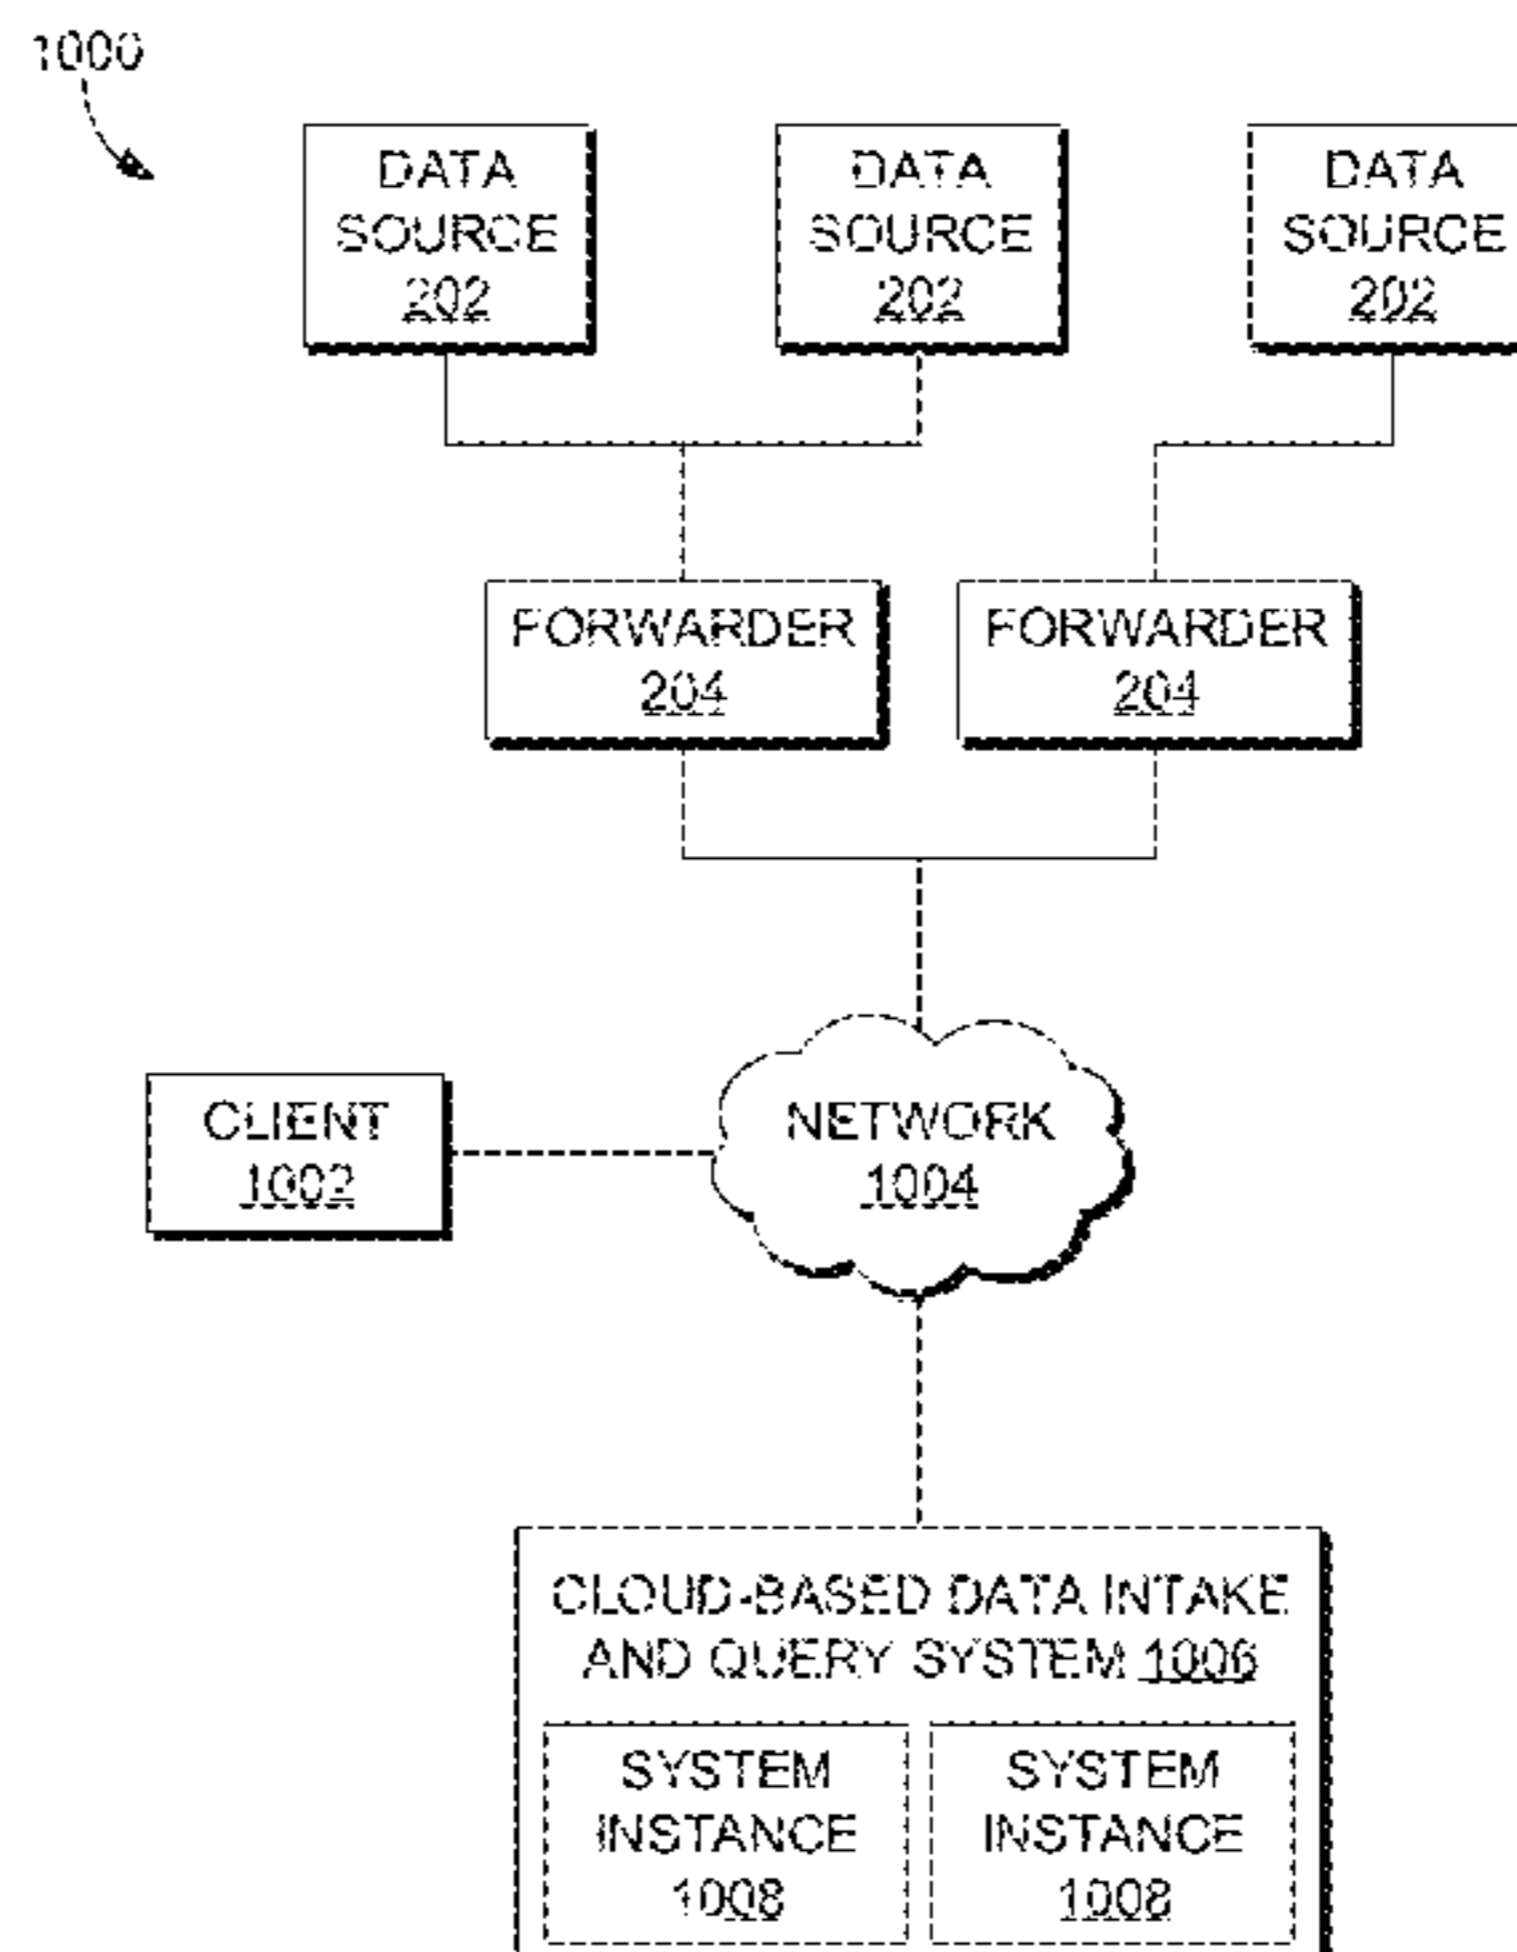 1000
DATA
SOURCE
202
DATA
SOURCE
202
DATA
SOURCE
202
FORWARDER
204
FORWARDER
204
CLIENT
1002
NETWORK
1004
CLOUD-BASED DATA INTAKE
AND QUERY SYSTEM 1006
SYSTEM
INSTANCE
1008
SYSTEM
INSTANCE
1008